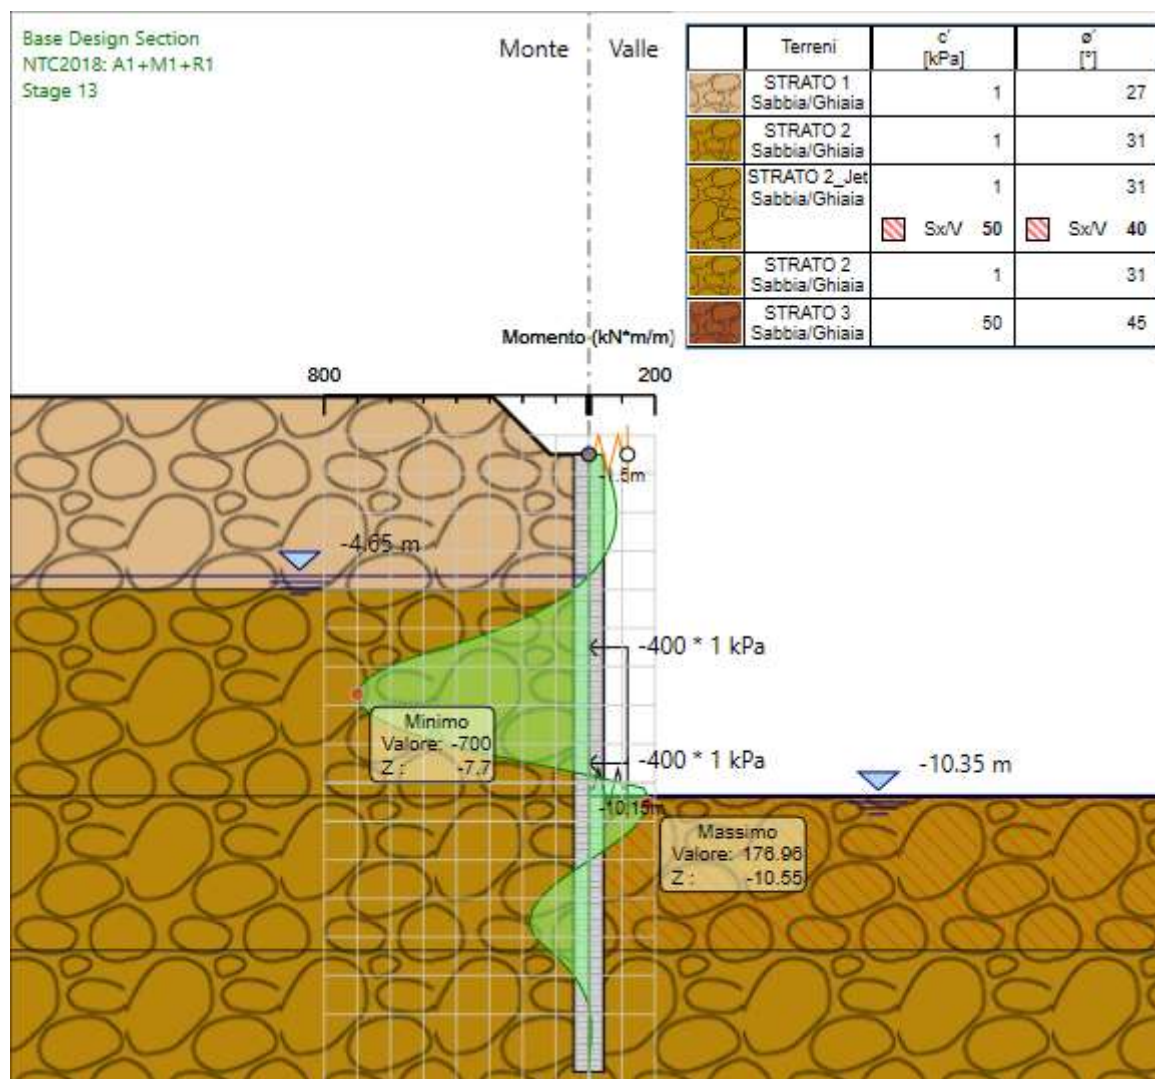 Base Design Section
NTC2018: A1+M1+R1
Stage 13
Monte Valle
Terreni c' [kPa] ø' [°]
STRATO 1
Sabbia/Ghiaia 1 27
STRATO 2
Sabbia/Ghiaia 1 31
STRATO 2_Jet
Sabbia/Ghiaia 1 31
Sx/V 50 Sx/V 40
STRATO 2
Sabbia/Ghiaia 1 31
STRATO 3
Sabbia/Ghiaia 50 45
Momento (kN*m/m)
800 200
-1.5m
-4.65 m
-400 * 1 kPa
Minimo
Valore: -700
Z : -7.7
-400 * 1 kPa
-10.35 m
-10.15m
Massimo
Valore: 176.96
Z : -10.55